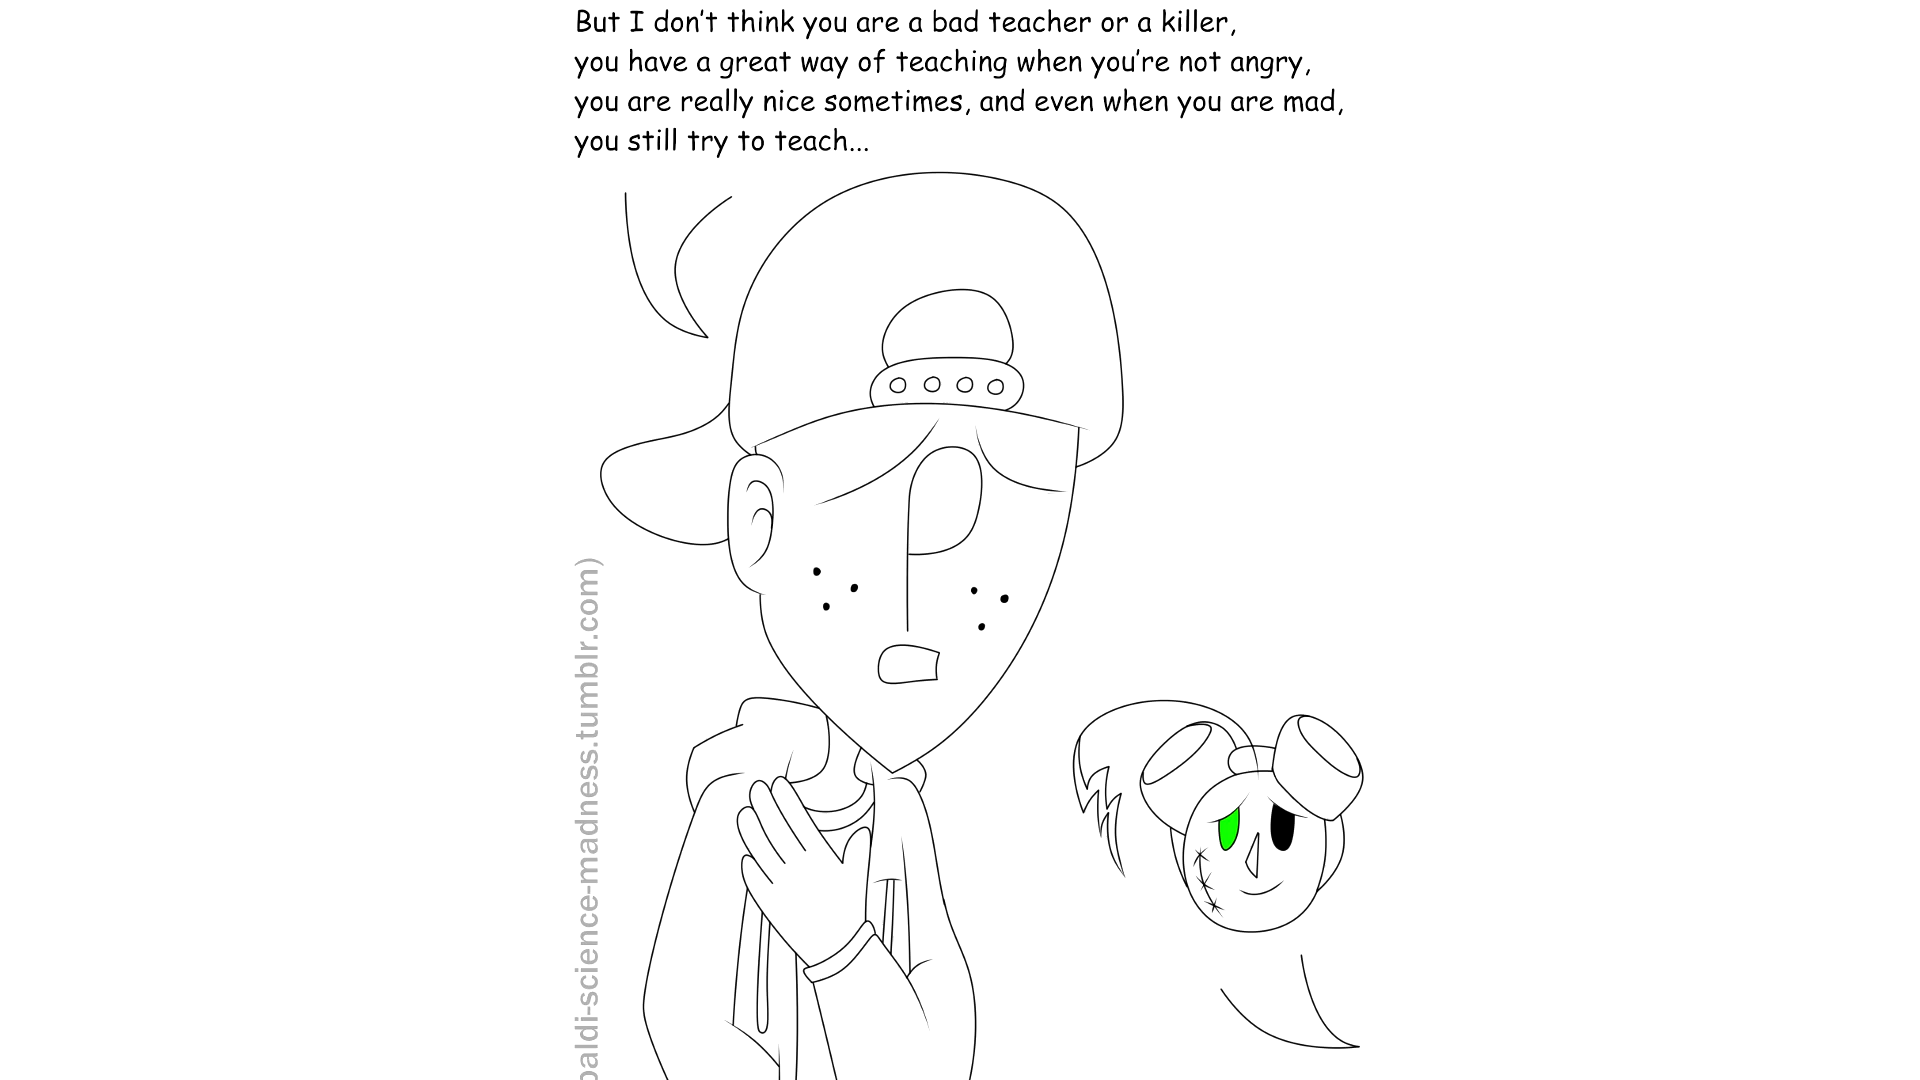 But I don't think you are a bad teacher or a killer,
you have a great way of teaching when you're not angry,
you are really nice sometimes, and even when you are mad,
you still try to teach...
baldi-science-madness.tumblr.com)